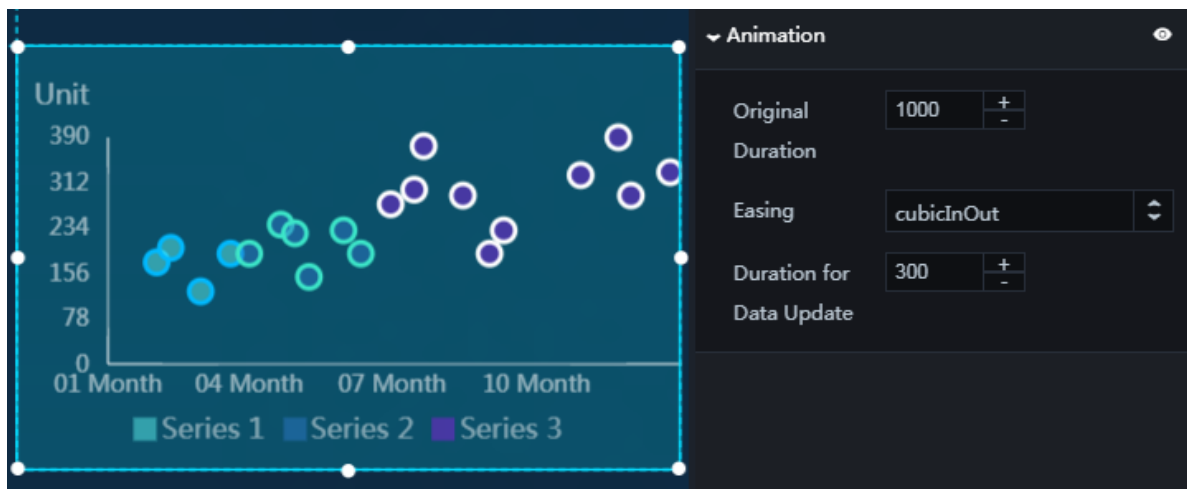 Unit
390
312
234
156
78
0
01 Month 04 Month 07 Month 10 Month
Series 1 Series 2 Series 3
Animation
Original
Duration
1000
+
-
Easing
cubicInOut
Duration for
Data Update
300
+
-